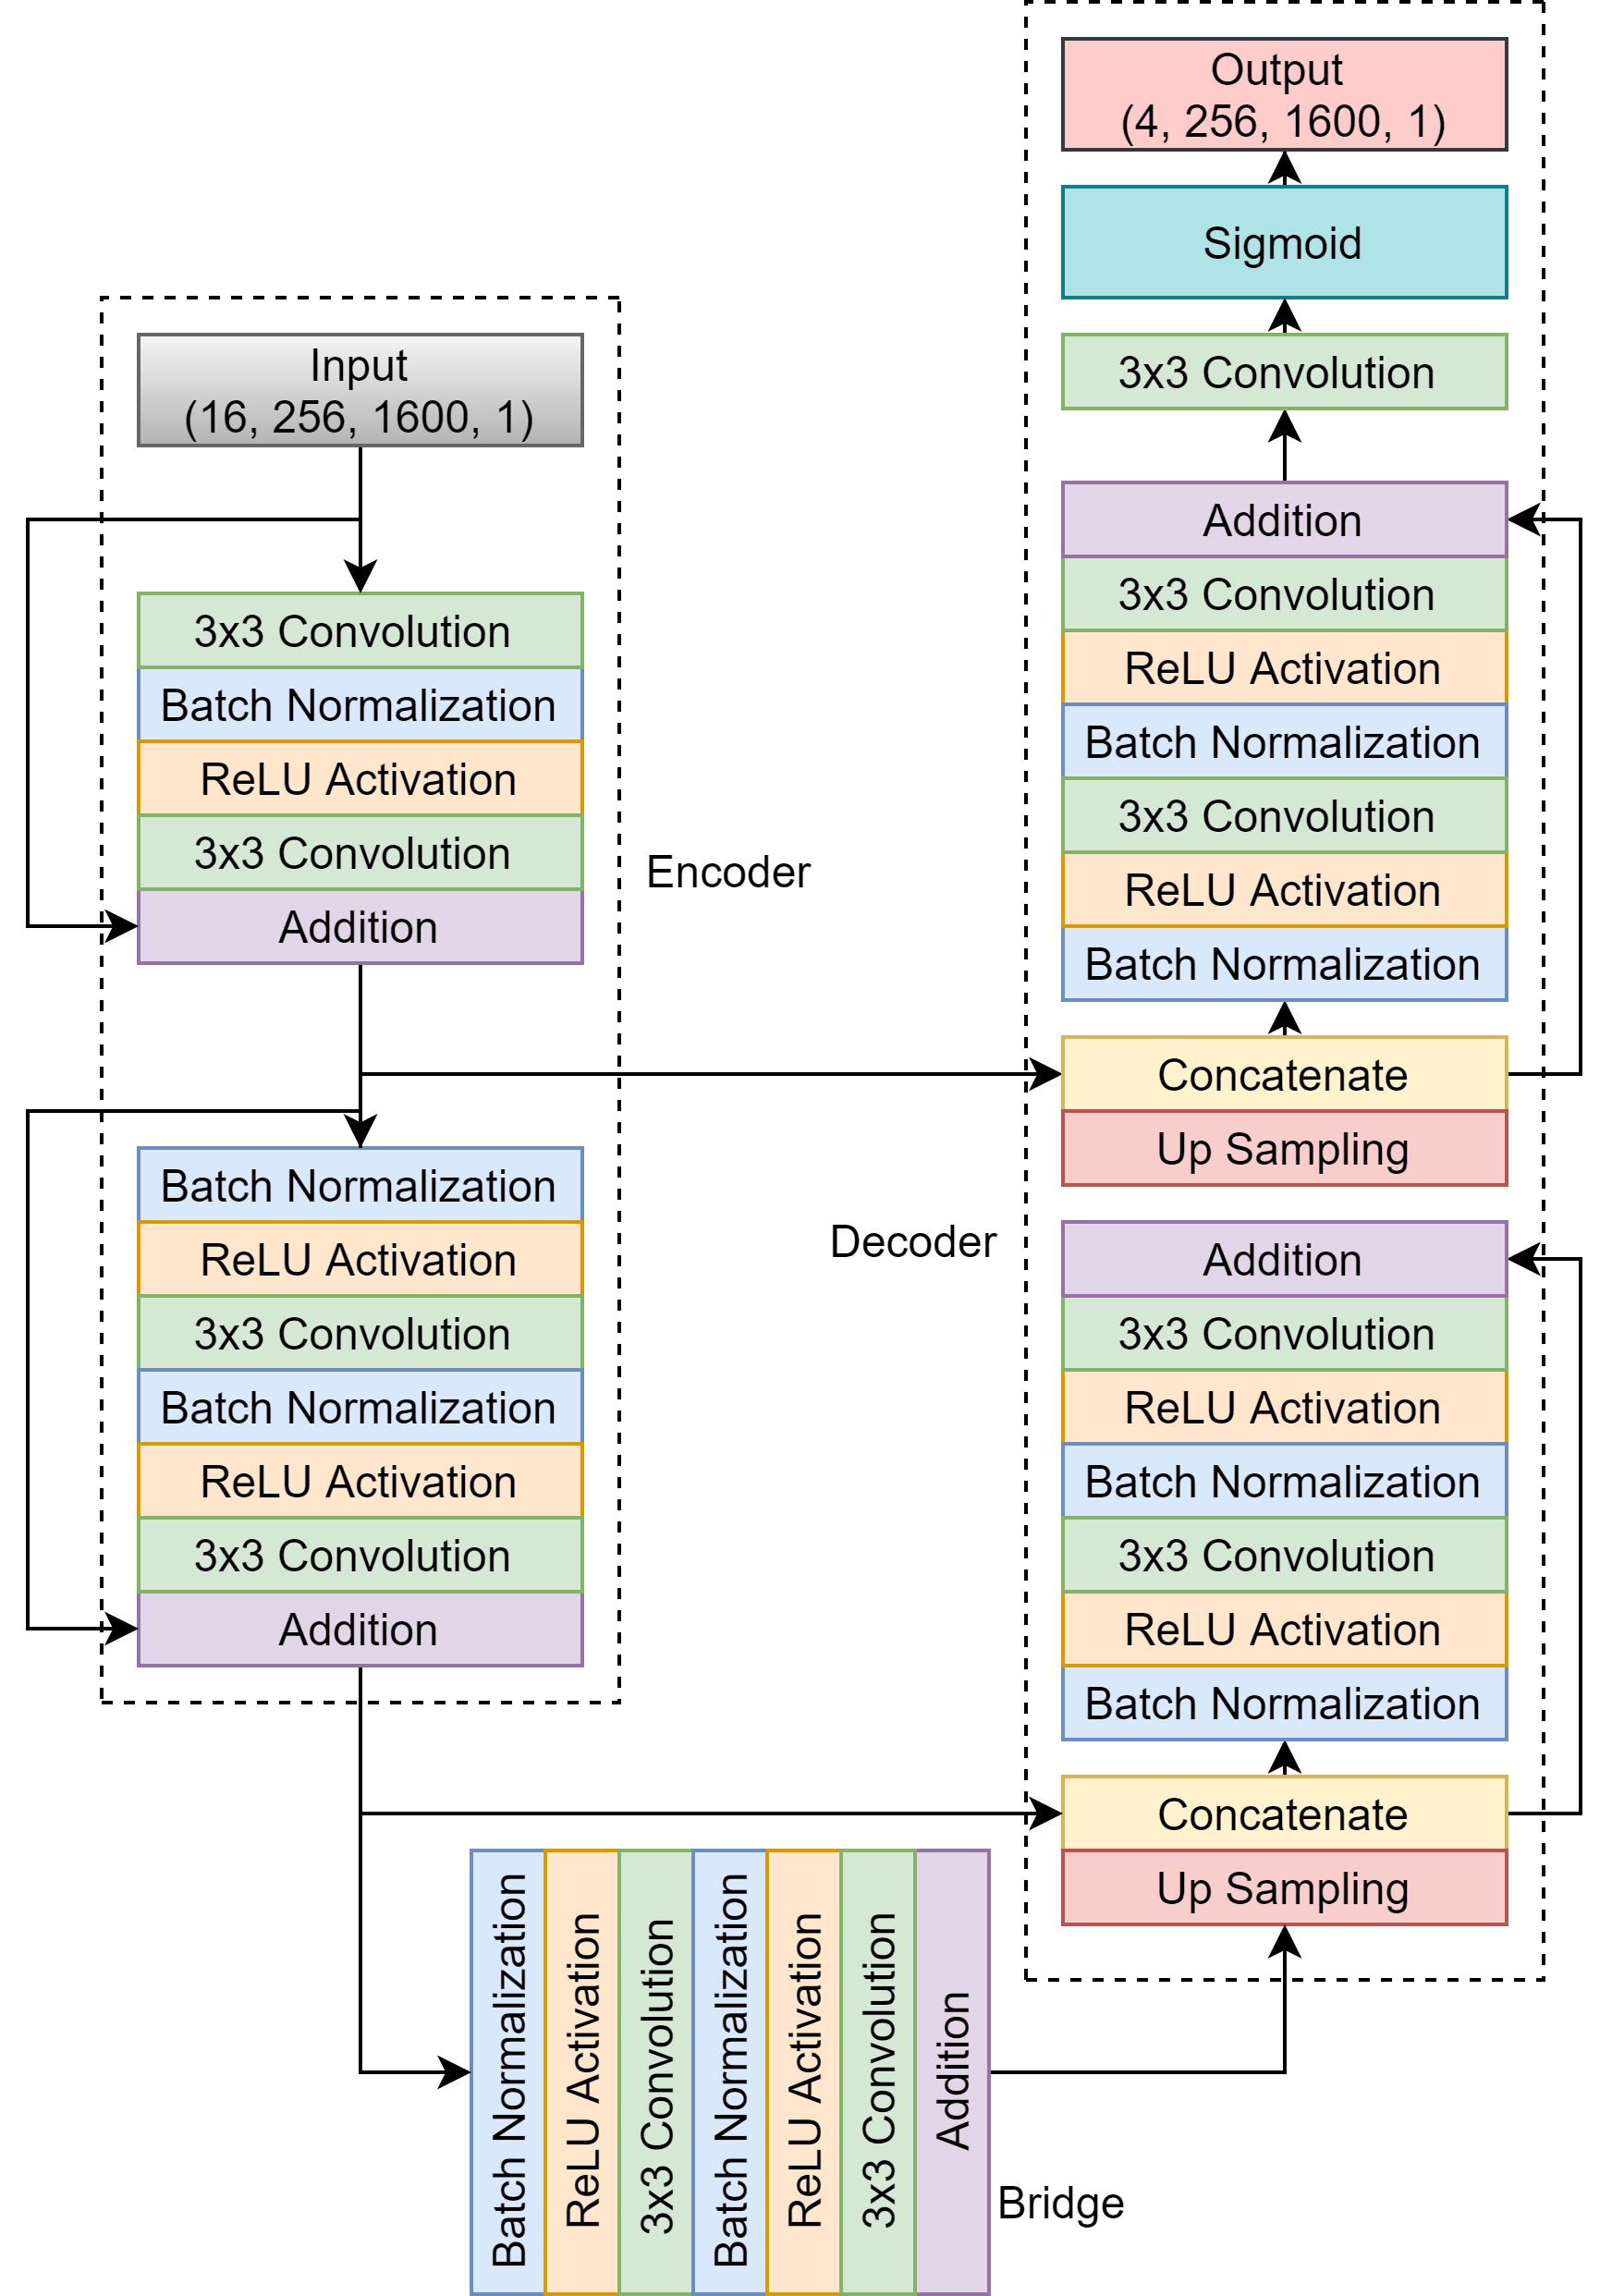 Input
(16, 256, 1600, 1)
3x3 Convolution
Batch Normalization
ReLU Activation
3x3 Convolution
Addition
Encoder
Batch Normalization
ReLU Activation
3x3 Convolution
Batch Normalization
ReLU Activation
3x3 Convolution
Addition
Batch Normalization
ReLU Activation
3x3 Convolution
Batch Normalization
ReLU Activation
3x3 Convolution
Addition
Bridge
Output
(4, 256, 1600, 1)
Sigmoid
3x3 Convolution
Addition
3x3 Convolution
ReLU Activation
Batch Normalization
3x3 Convolution
ReLU Activation
Batch Normalization
Concatenate
Up Sampling
Decoder
Addition
3x3 Convolution
ReLU Activation
Batch Normalization
3x3 Convolution
ReLU Activation
Batch Normalization
Concatenate
Up Sampling